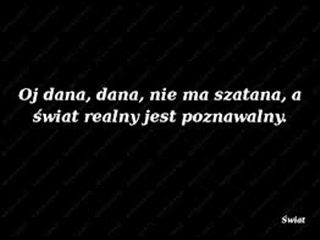 Oj dana, dana, nie ma szatana, a
świat realny jest poznawalny.
Świat